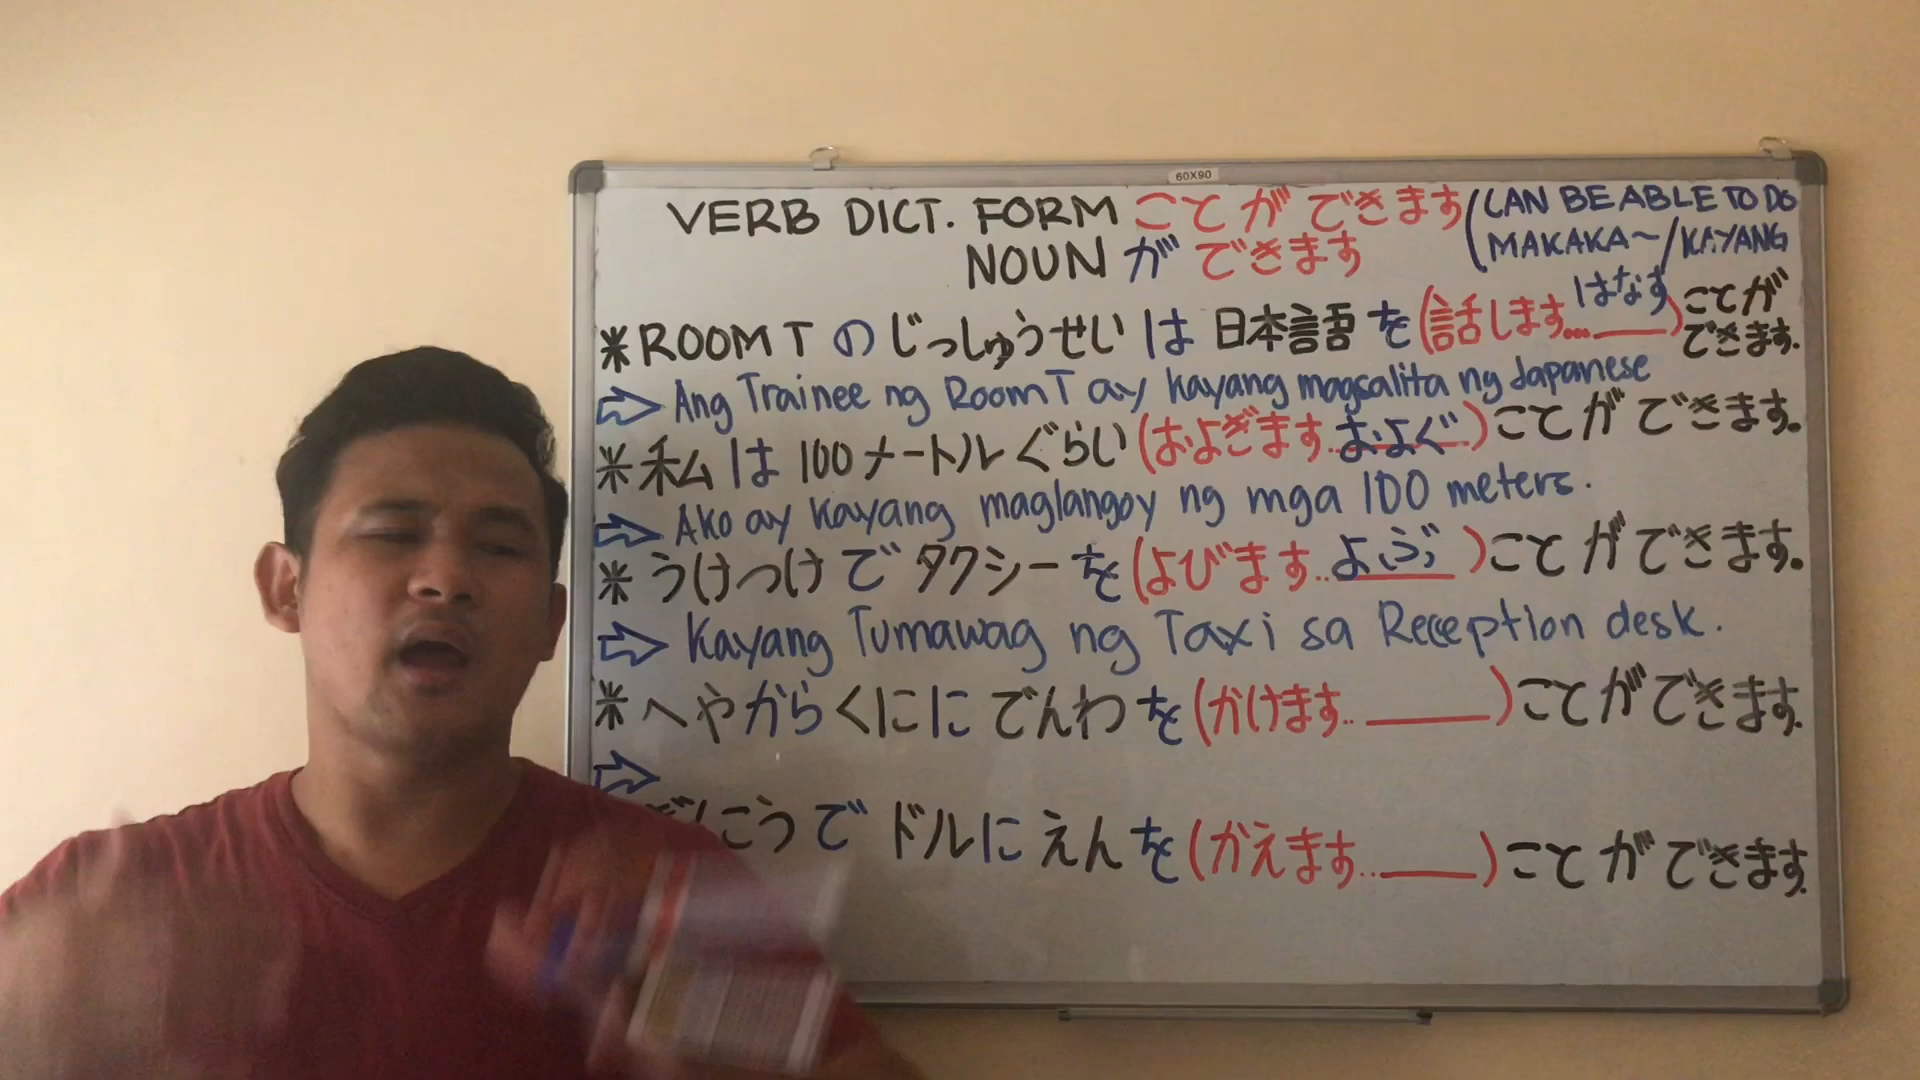 60X90
VERB DICT. FORM ことができます (CAN BE ABLE TO DO
NOUN ができます (MAKAKA~/KAYANG
はなす
※ROOM T のじっしゅうせいは 日本語を(話します...____)ことが
できます.
⇨ Ang Trainee ng Room T ay kayang magsalita ng Japanese
※私は 100メートルぐらい(およぎます..およぐ)ことができます。
⇨ Ako ay kayang maglangoy ng mga 100 meters.
※うけつけでタクシーを(よびます..よぶ)ことができます。
⇨ Kayang Tumawag ng Taxi sa Reception desk.
※へやからくににでんわを(かけます..____)ことができます.
⇨
こうでドルにえんを(かえます..____)ことができます.